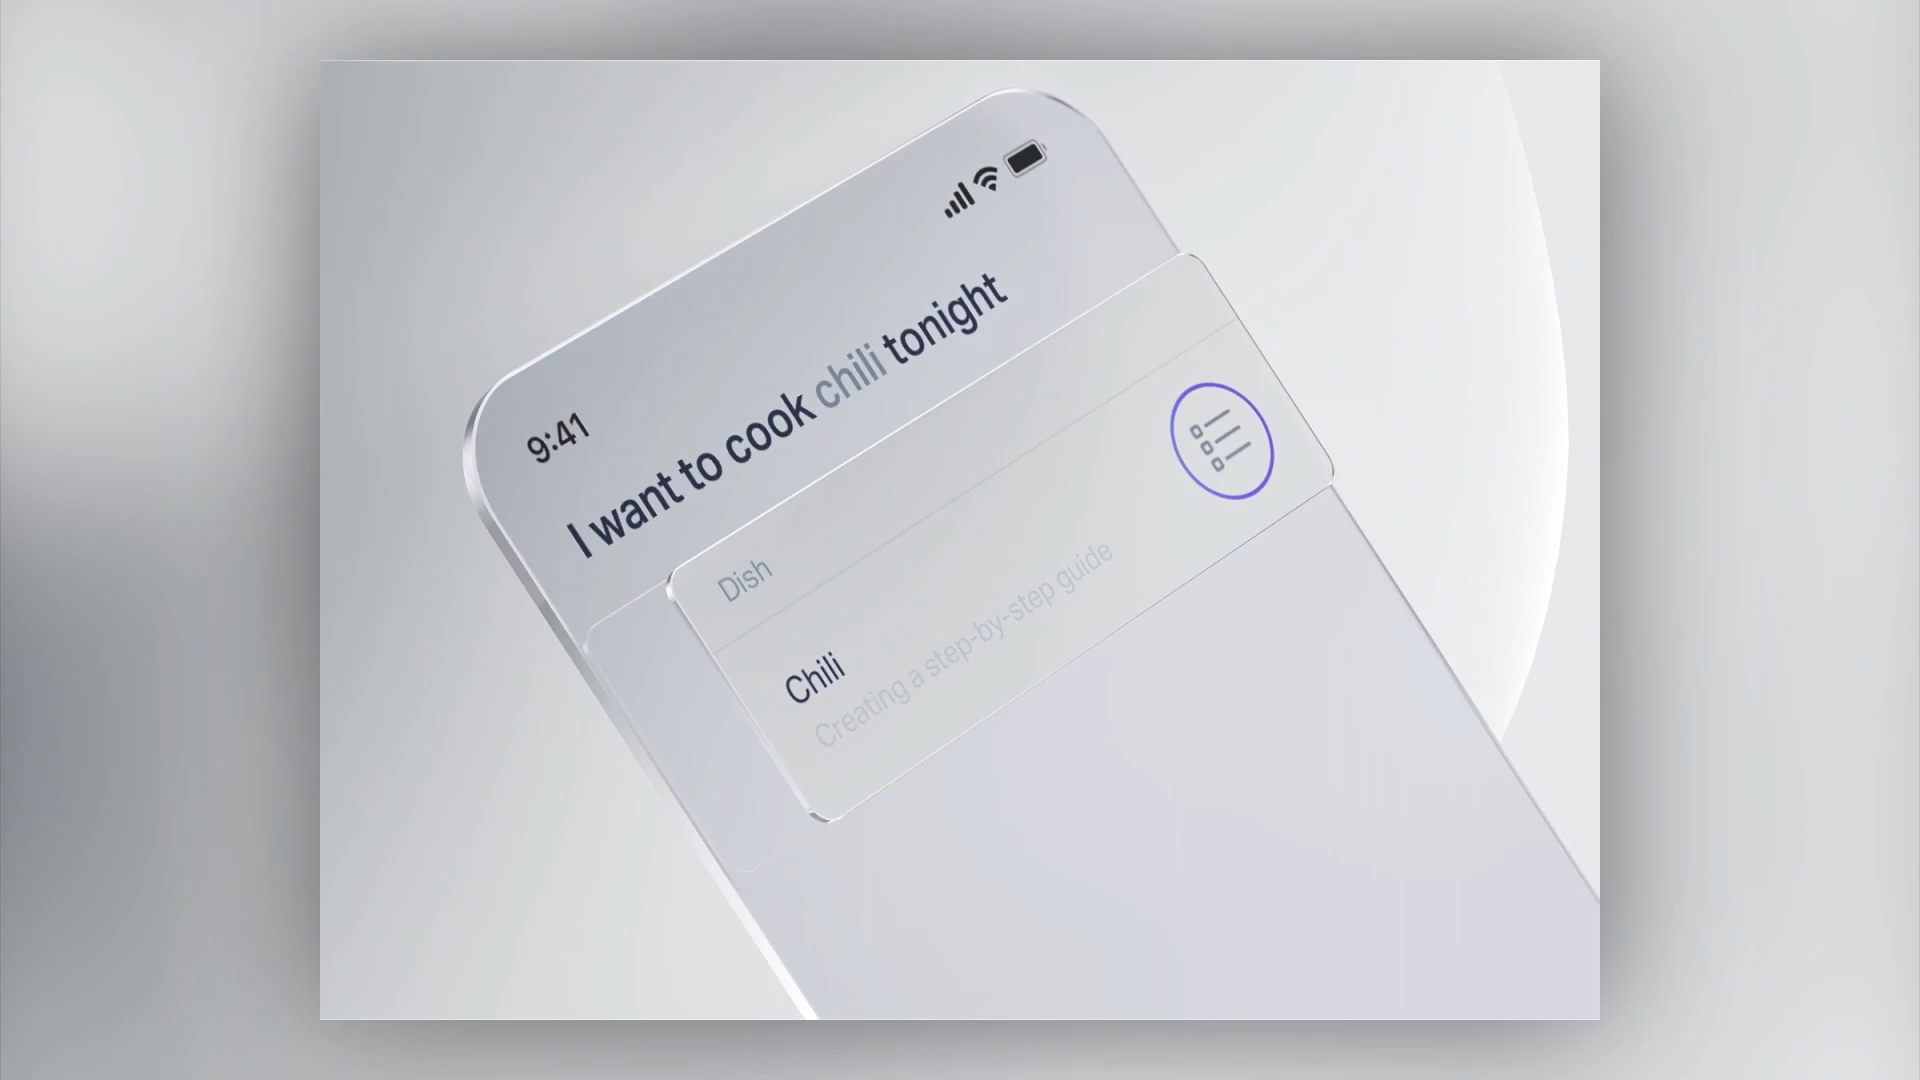 9:41
I want to cook chili tonight
Dish
Chili
Creating a step-by-step guide